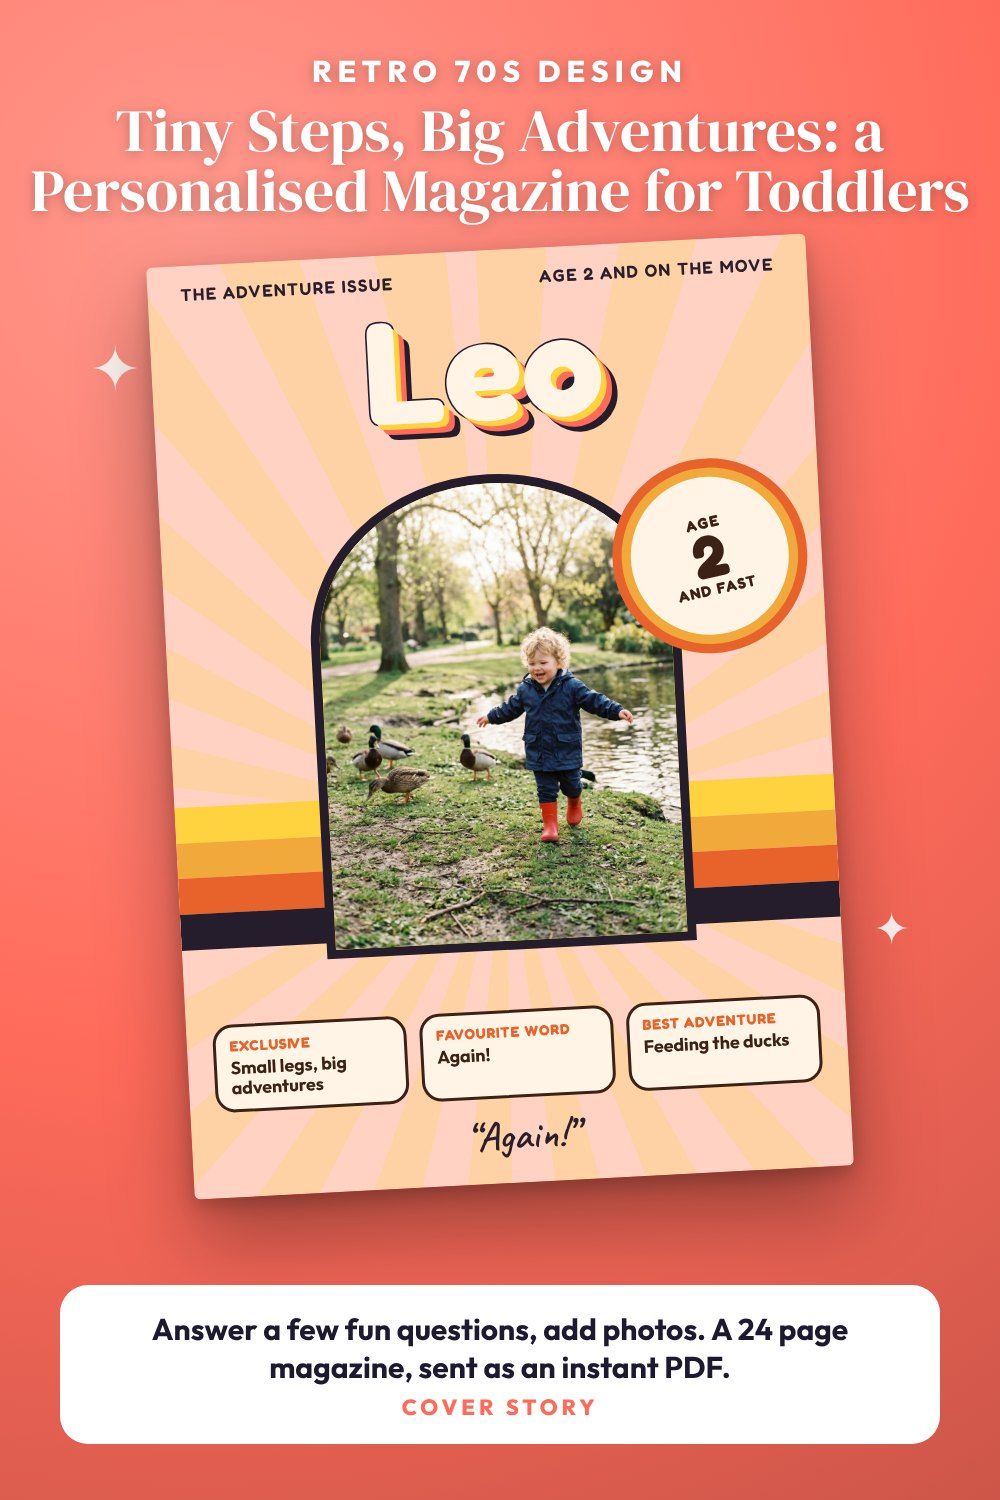 RETRO 70S DESIGN
Tiny Steps, Big Adventures: a
Personalised Magazine for Toddlers
THE ADVENTURE ISSUE
AGE 2 AND ON THE MOVE
Leo
AGE
2
AND FAST
EXCLUSIVE
Small legs, big
adventures
FAVOURITE WORD
Again!
BEST ADVENTURE
Feeding the ducks
“Again!”
Answer a few fun questions, add photos. A 24 page
magazine, sent as an instant PDF.
COVER STORY